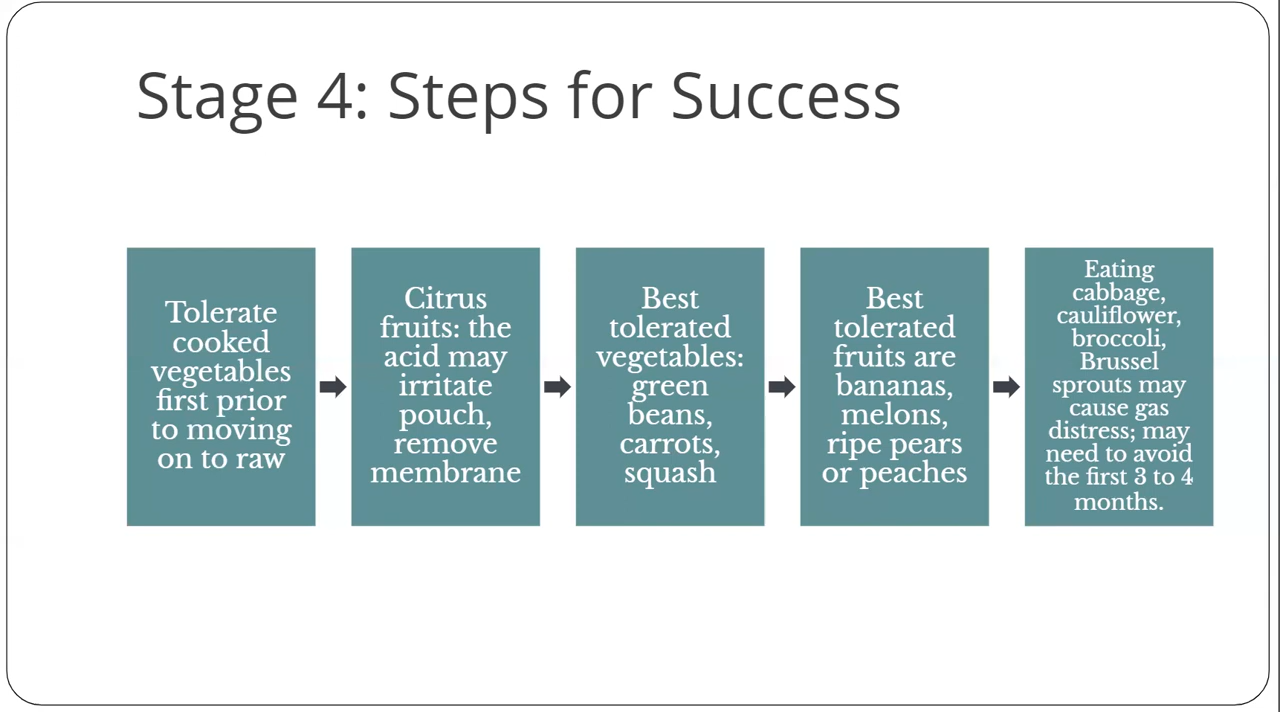 Stage 4: Steps for Success
Tolerate
cooked
vegetables
first prior
to moving
on to raw
Citrus
fruits: the
acid may
irritate
pouch,
remove
membrane
Best
tolerated
vegetables:
green
beans,
carrots,
squash
Best
tolerated
fruits are
bananas,
melons,
ripe pears
or peaches
Eating
cabbage,
cauliflower,
broccoli,
Brussel
sprouts may
cause gas
distress; may
need to avoid
the first 3 to 4
months.